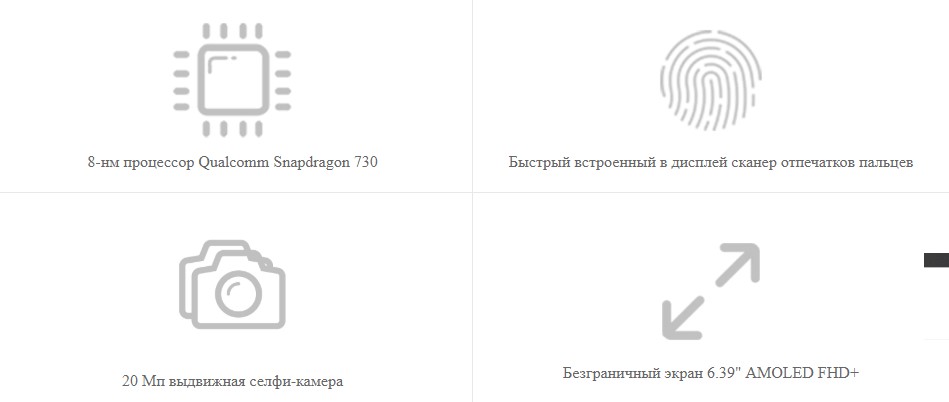 8-нм процессор Qualcomm Snapdragon 730
Быстрый встроенный в дисплей сканер отпечатков пальцев
20 Мп выдвижная селфи-камера
Безграничный экран 6.39" AMOLED FHD+